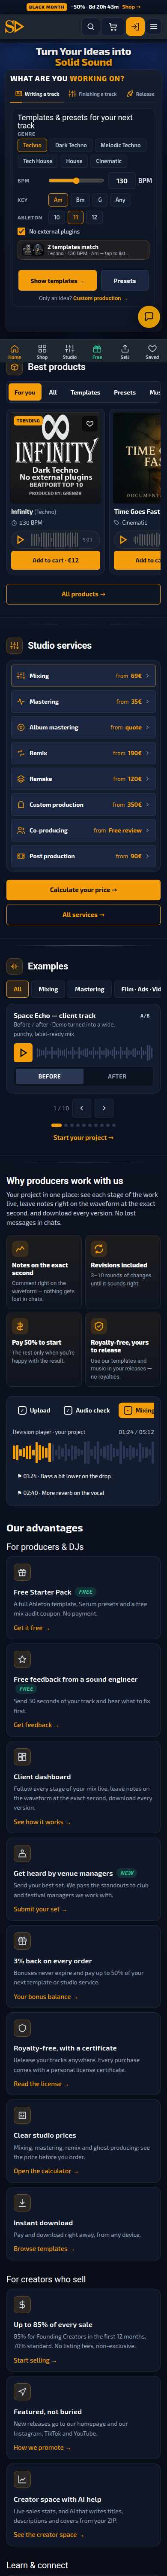 BLACK MONTH -50% · 8d 20h 43m Shop →
Turn Your Ideas into
Solid Sound
WHAT ARE YOU WORKING ON?
Writing a track
Finishing a track
Release
Templates & presets for your next
track
GENRE
Techno
Dark Techno
Melodic Techno
Tech House
House
Cinematic
BPM
130 BPM
KEY
Am
Bm
G
Any
ABLETON
10
11
12
No external plugins
2 templates match
Techno · 130 BPM · Am — tap to list…
Show templates →
Presets
Only an idea? Custom production →
Home
Shop
Studio
Free
Sell
Saved
Best products
For you
All
Templates
Presets
TRENDING
INFINITY
Dark Techno
No external plugins
BEATPORT TOP10
Infinity (Techno)
130 BPM
Add to cart · €12
Time Goes Fast
Cinematic
All products →
Studio services
Mixing from 69€ ›
Mastering from 35€ ›
Album mastering from quote ›
Remix from 190€ ›
Remake from 120€ ›
Custom production from 350€ ›
Co-producing from Free review ›
Post production from 90€ ›
Calculate your price →
All services →
Examples
All
Mixing
Mastering
Film · Ads · Vid
Space Echo — client track
A/B
Before / after · Demo turned into a wide,
punchy, label-ready mix
BEFORE
AFTER
1 / 10
Start your project →
Why producers work with us
Your project in one place: see each stage of the work
live, leave notes on the waveform at the exact
second, and download every version. No lost
messages in chats.
Notes on the exact
second
Comment right on the
waveform — nothing gets
lost in chats.
Revisions included
3–10 rounds of changes
until it sounds right.
Pay 50% to start
The rest only when you're
happy with the result.
Royalty-free, yours
to release
Use our templates and
music in your releases —
no royalties.
Upload
Audio check
Mixing
Revision player · your project 01:24 / 05:12
01:24 · Bass a bit lower on the drop
02:40 · More reverb on the vocal
Our advantages
For producers & DJs
Free Starter Pack FREE
A full Ableton template, Serum presets and a free
mix audit coupon. No payment.
Get it free →
Free feedback from a sound engineer
FREE
Send 30 seconds of your track and hear what to fix
first.
Get feedback →
Client dashboard
Follow every stage of your mix live, leave notes on
the waveform at the exact second, download every
version.
See how it works →
Get heard by venue managers NEW
Send your best set. We pass the standouts to club
and festival managers we work with.
Submit your set →
3% back on every order
Bonuses never expire and pay up to 50% of your
next template or studio service.
Your bonus balance →
Royalty-free, with a certificate
Release your tracks anywhere. Every purchase
comes with a personal license certificate.
Read the license →
Clear studio prices
Mixing, mastering, remix and ghost producing: see
the price before you order.
Open the calculator →
Instant download
Pay and download right away, from any device.
Browse templates →
For creators who sell
Up to 85% of every sale
85% for Founding Creators in the first 12 months,
70% standard. No listing fees, non-exclusive.
Start selling →
Featured, not buried
New releases go to our homepage and our
Instagram, TikTok and YouTube.
How we promote →
Creator space with AI help
Live sales stats, and AI that writes titles,
descriptions and covers from your ZIP.
See the creator space →
Learn & connect